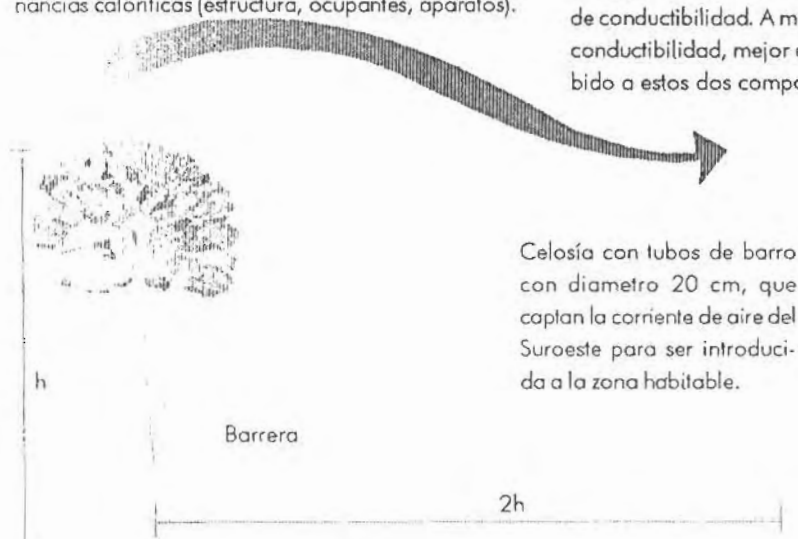 nancias caloríficas (estructura, ocupantes, aparatos).
de conductibilidad. A m
conductibilidad, mejor
bido a estos dos compo
Celosía con tubos de barro
con diametro 20 cm, que
captan la corriente de aire del
Suroeste para ser introduci-
da a la zona habitable.
h
Barrera
2h